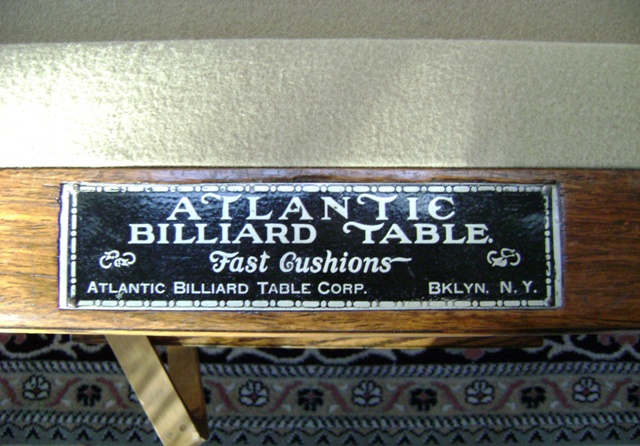 ATLANTIC
BILLIARD TABLE.
Fast Cushions
ATLANTIC BILLIARD TABLE CORP. BKLYN. N. Y.